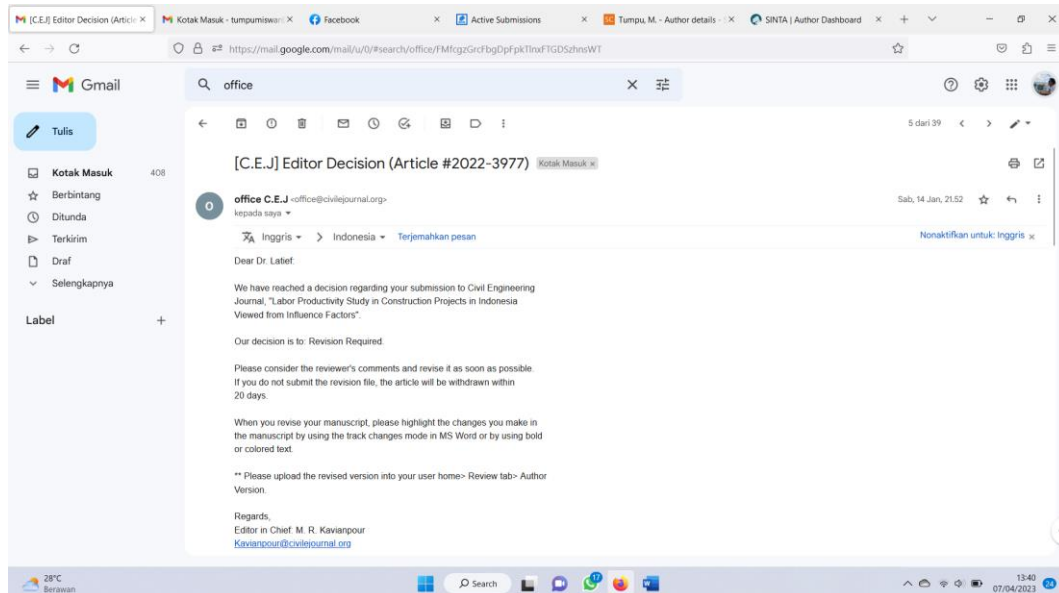 [C.E.J] Editor Decision (Article
Kotak Masuk - tumpumiswar
Facebook
Active Submissions
Tumpu, M. - Author details -
SINTA | Author Dashboard
https://mail.google.com/mail/u/0/#search/office/FMfcgzGrcFbgDpFpkTlnxFTGDSzhnsWT
Gmail
office
Tulis
5 dari 39
Kotak Masuk 408
Berbintang
Ditunda
Terkirim
Draf
Selengkapnya
Label
[C.E.J] Editor Decision (Article #2022-3977) Kotak Masuk ×
office C.E.J <office@civilejournal.org>
Sab, 14 Jan, 21.52
kepada saya
Inggris > Indonesia Terjemahkan pesan
Nonaktifkan untuk: Inggris ×
Dear Dr. Latief:
We have reached a decision regarding your submission to Civil Engineering
Journal, "Labor Productivity Study in Construction Projects in Indonesia
Viewed from Influence Factors".
Our decision is to: Revision Required.
Please consider the reviewer's comments and revise it as soon as possible.
If you do not submit the revision file, the article will be withdrawn within
20 days.
When you revise your manuscript, please highlight the changes you make in
the manuscript by using the track changes mode in MS Word or by using bold
or colored text.
** Please upload the revised version into your user home> Review tab> Author
Version.
Regards,
Editor in Chief: M. R. Kavianpour
Kavianpour@civilejournal.org
28°C
Berawan
Search
13:40
07/04/2023
24